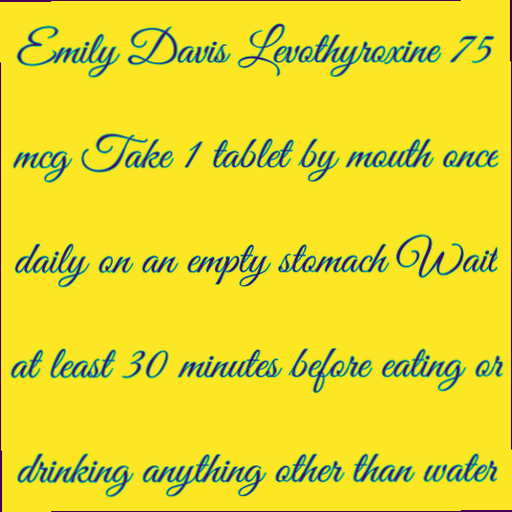 Emily Davis Levothyroxine 75
mcg Take 1 tablet by mouth once
daily on an empty stomach Wait
at least 30 minutes before eating or
drinking anything other than water